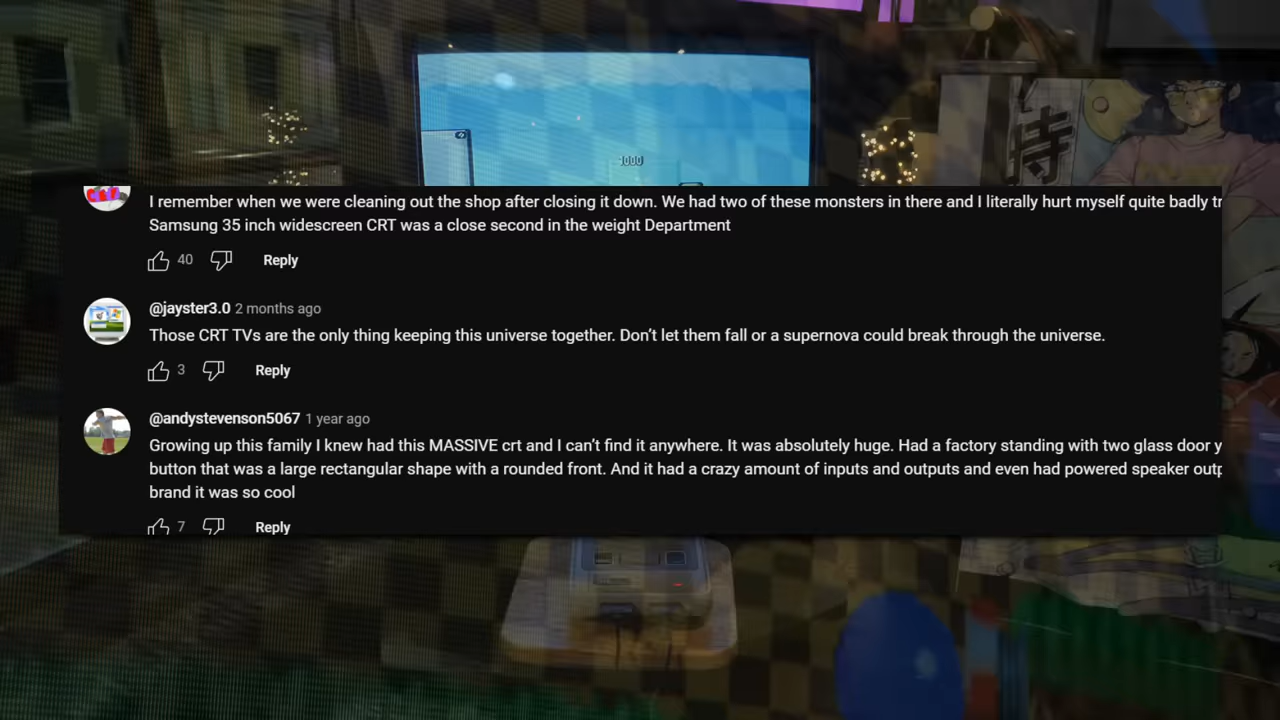 1000
待
I remember when we were cleaning out the shop after closing it down. We had two of these monsters in there and I literally hurt myself quite badly
Samsung 35 inch widescreen CRT was a close second in the weight Department
40
Reply
@jayster3.0 2 months ago
Those CRT TVs are the only thing keeping this universe together. Don’t let them fall or a supernova could break through the universe.
3
Reply
@andystevenson5067 1 year ago
Growing up this family I knew had this MASSIVE crt and I can’t find it anywhere. It was absolutely huge. Had a factory standing with two glass door
button that was a large rectangular shape with a rounded front. And it had a crazy amount of inputs and outputs and even had powered speaker
brand it was so cool
7
Reply